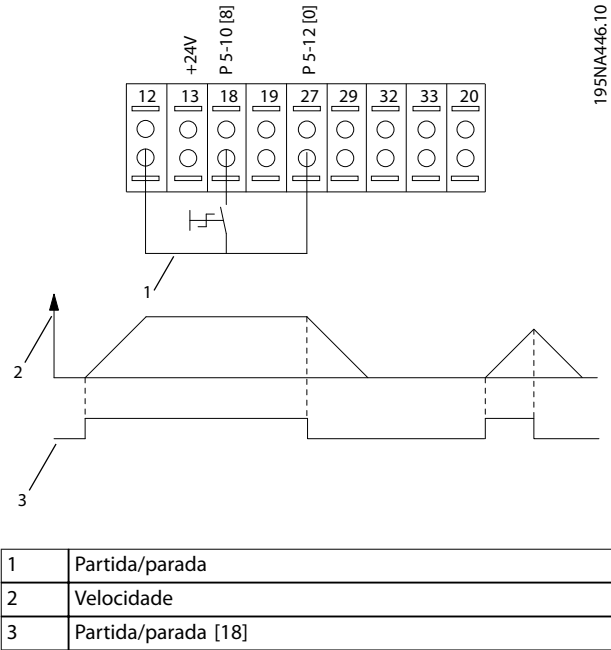 +24V
P 5-10 [8]
P 5-12 [0]
195NA446.10
12 13 18 19 27 29 32 33 20
1
2
3
1 Partida/parada
2 Velocidade
3 Partida/parada [18]